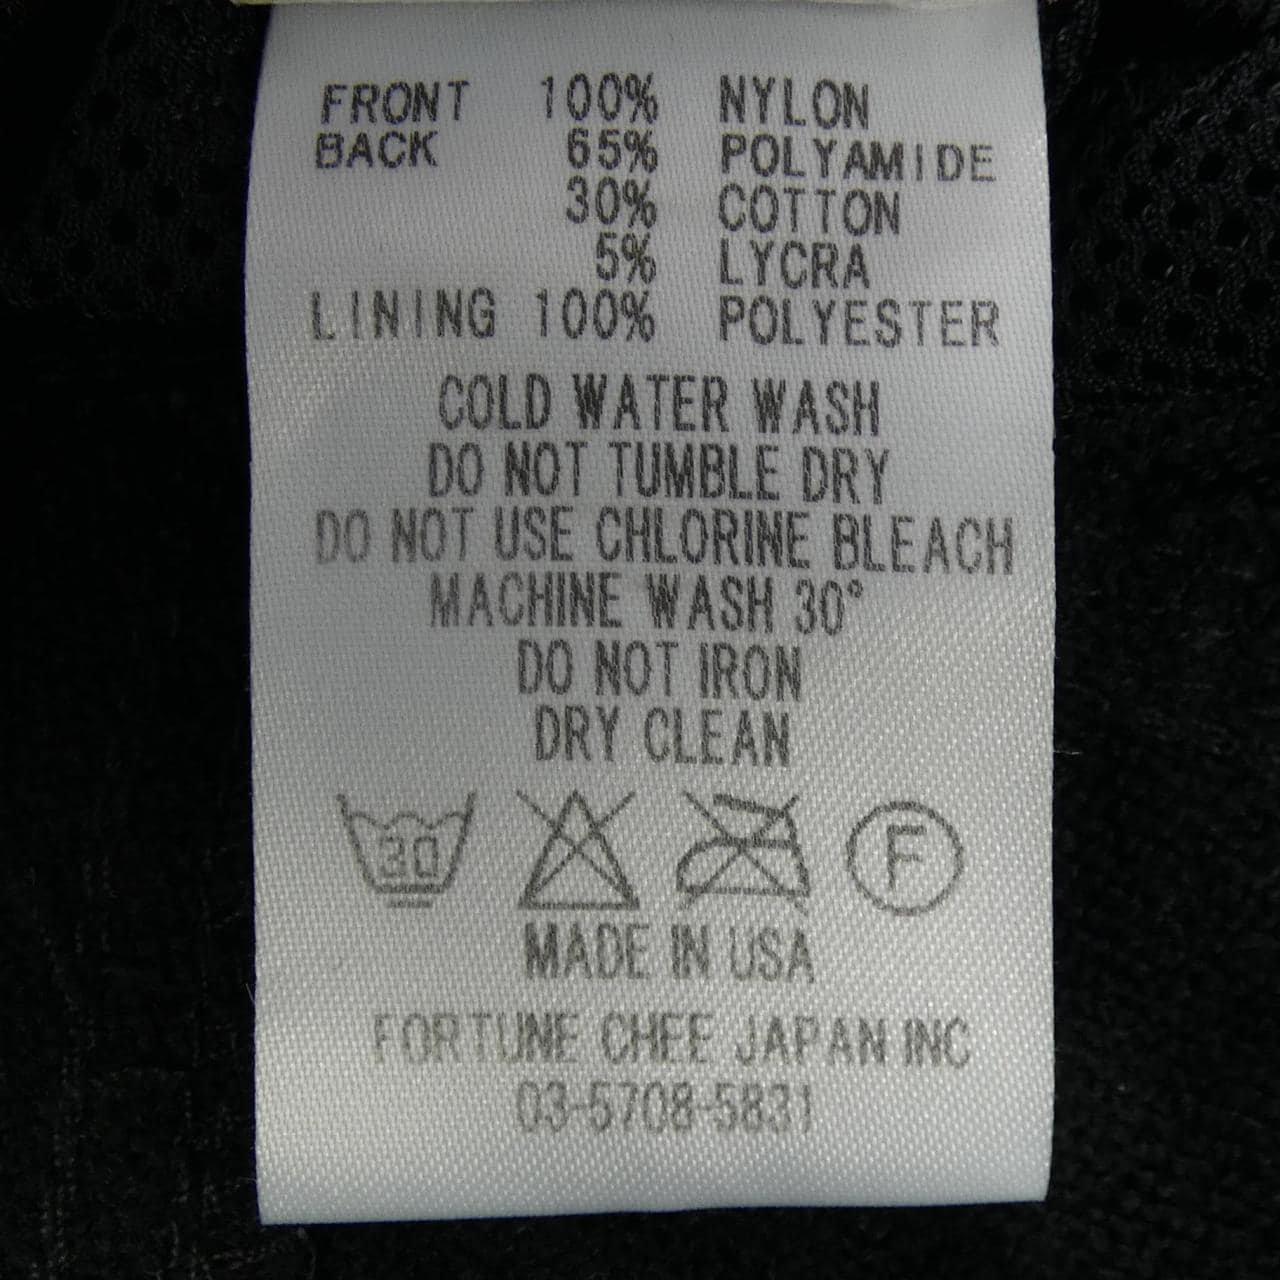 FRONT 100% NYLON
BACK 65% POLYAMIDE
30% COTTON
5% LYCRA
LINING 100% POLYESTER
COLD WATER WASH
DO NOT TUMBLE DRY
DO NOT USE CHLORINE BLEACH
MACHINE WASH 30°
DO NOT IRON
DRY CLEAN
30 F
MADE IN USA
FORTUNE CHEE JAPAN INC
03-5708-5831